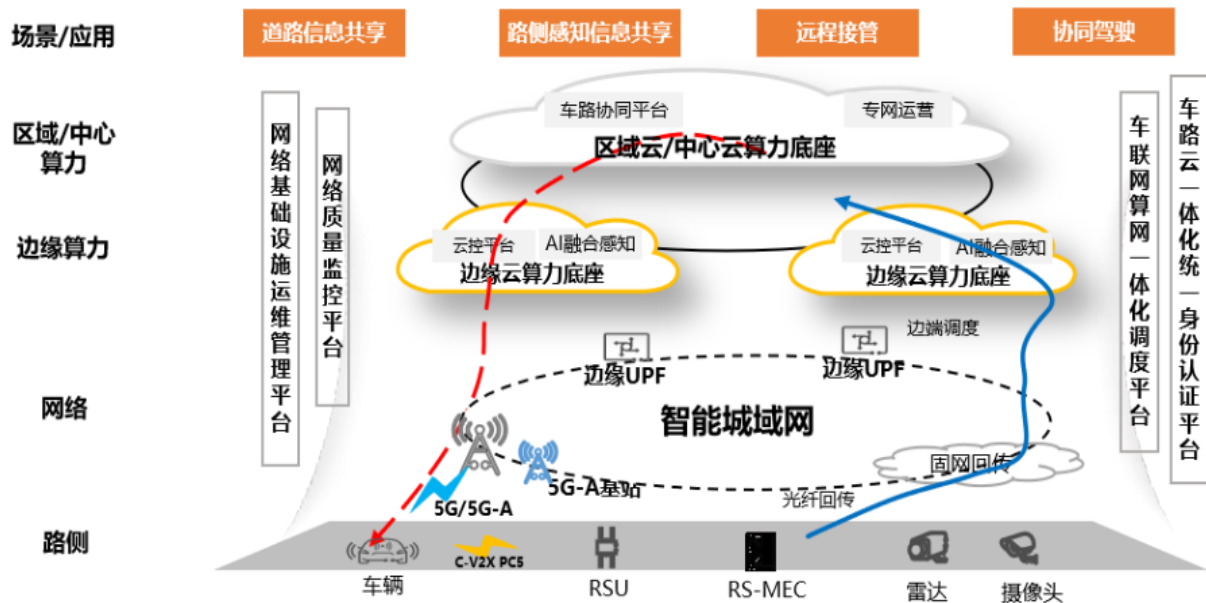 场景/应用
道路信息共享
路侧感知信息共享
远程接管
协同驾驶
区域/中心
算力
车路协同平台
专网运营
区域云/中心云算力底座
网络基础设施运维管理平台
网络质量监控平台
车联网算网一体化调度平台
车路云一体化统一身份认证平台
边缘算力
云控平台
AI融合感知
边缘云算力底座
云控平台
AI融合感知
边缘云算力底座
边端调度
边缘UPF
边缘UPF
网络
智能城域网
固网回传
5G-A基站
光纤回传
5G/5G-A
路侧
C-V2X PC5
车辆
RSU
RS-MEC
雷达
摄像头